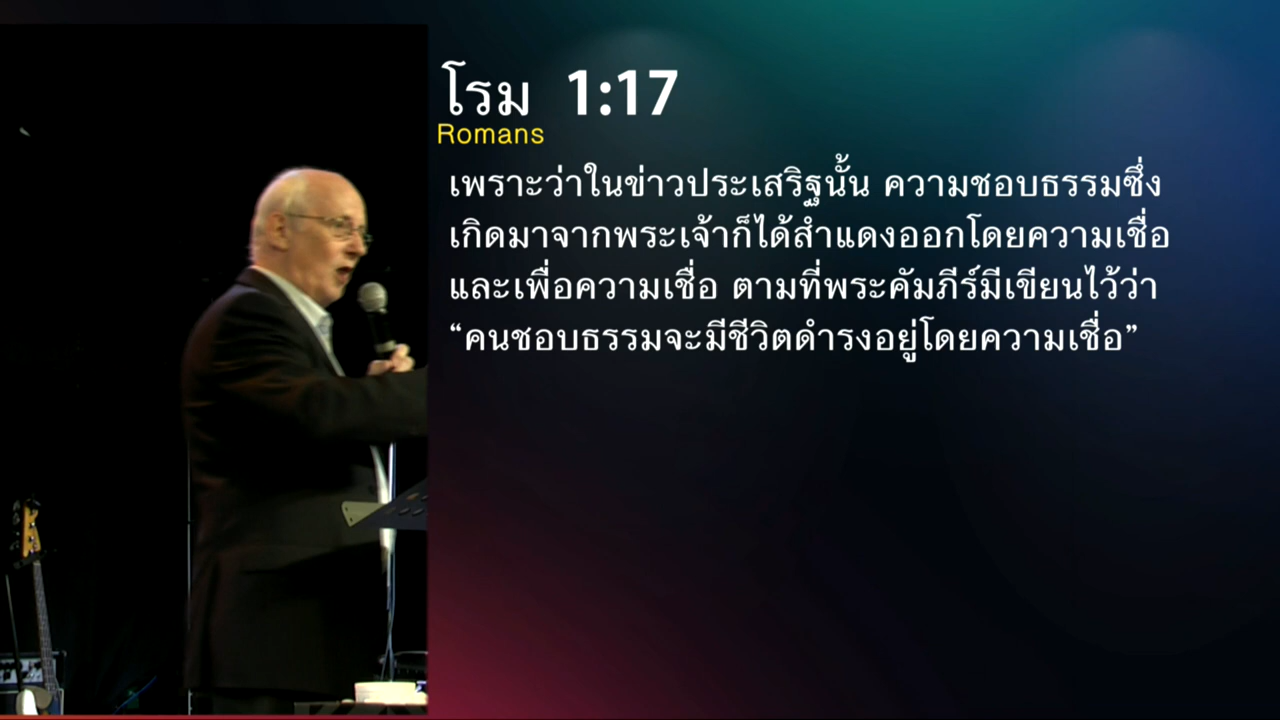 โรม 1:17
Romans
เพราะว่าในข่าวประเสริฐนั้น ความชอบธรรมซึ่ง
เกิดมาจากพระเจ้าก็ได้สำแดงออกโดยความเชื่อ
และเพื่อความเชื่อ ตามที่พระคัมภีร์มีเขียนไว้ว่า
“คนชอบธรรมจะมีชีวิตดำรงอยู่โดยความเชื่อ”